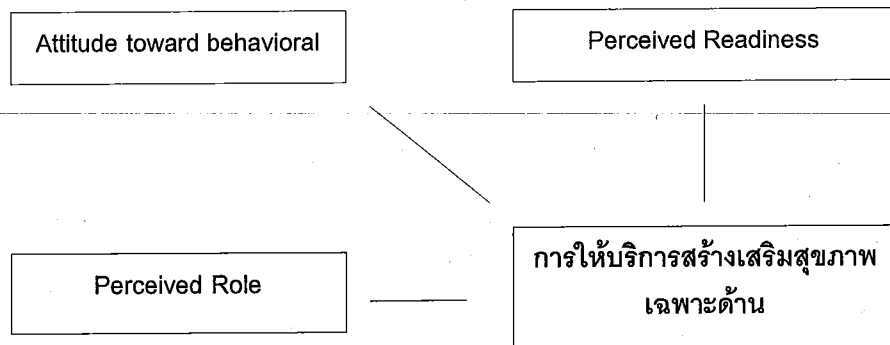 Attitude toward behavioral
Perceived Readiness
Perceived Role
การให้บริการสร้างเสริมสุขภาพ
เฉพาะด้าน